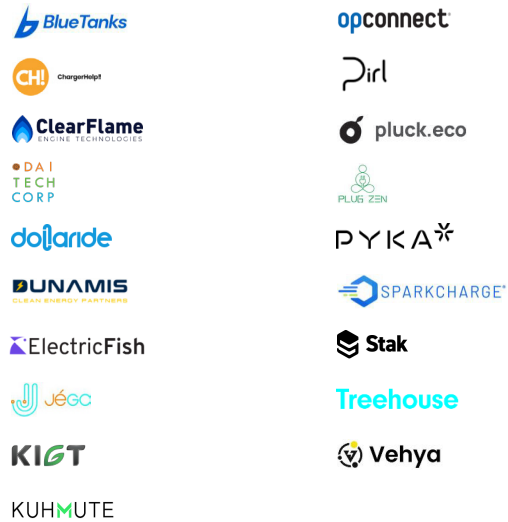 BlueTanks
CH! ChargerHelp!!
ClearFlame
ENGINE TECHNOLOGIES
DAI
TECH
CORP
dollaride
DUNAMIS
CLEAN ENERGY PARTNERS
ElectricFish
JéGC
KIGT
KUHMUTE
opconnect
Pirl
pluck.eco
PLUG ZEN
PYKA
SPARKCHARGE
Stak
Treehouse
Vehya